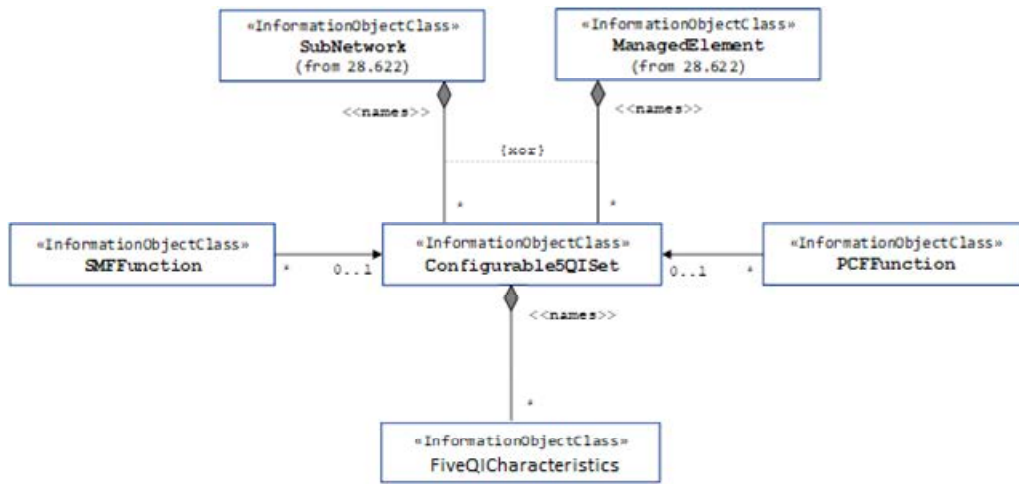 «InformationObjectClass»
SubNetwork
(from 28.622)
«InformationObjectClass»
ManagedElement
(from 28.622)
<<names>>
<<names>>
{xor}
*
*
«InformationObjectClass»
SMFFunction
*
0..1
«InformationObjectClass»
Configurable5QISet
0..1
*
«InformationObjectClass»
PCFFunction
<<names>>
*
«InformationObjectClass»
FiveQICharacteristics